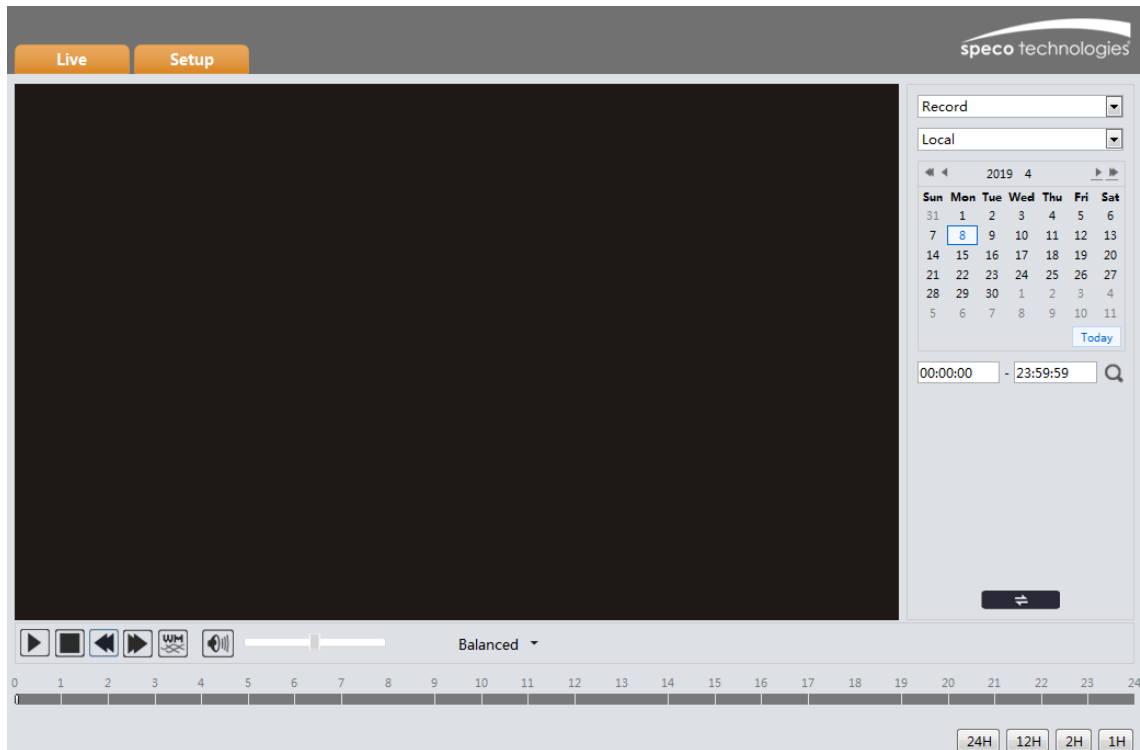 speco technologies
Live Setup
Record
Local
2019 4
Sun Mon Tue Wed Thu Fri Sat
31 1 2 3 4 5 6
7 8 9 10 11 12 13
14 15 16 17 18 19 20
21 22 23 24 25 26 27
28 29 30 1 2 3 4
5 6 7 8 9 10 11
Today
00:00:00 - 23:59:59
WM
Balanced
0 1 2 3 4 5 6 7 8 9 10 11 12 13 14 15 16 17 18 19 20 21 22 23 24
24H 12H 2H 1H